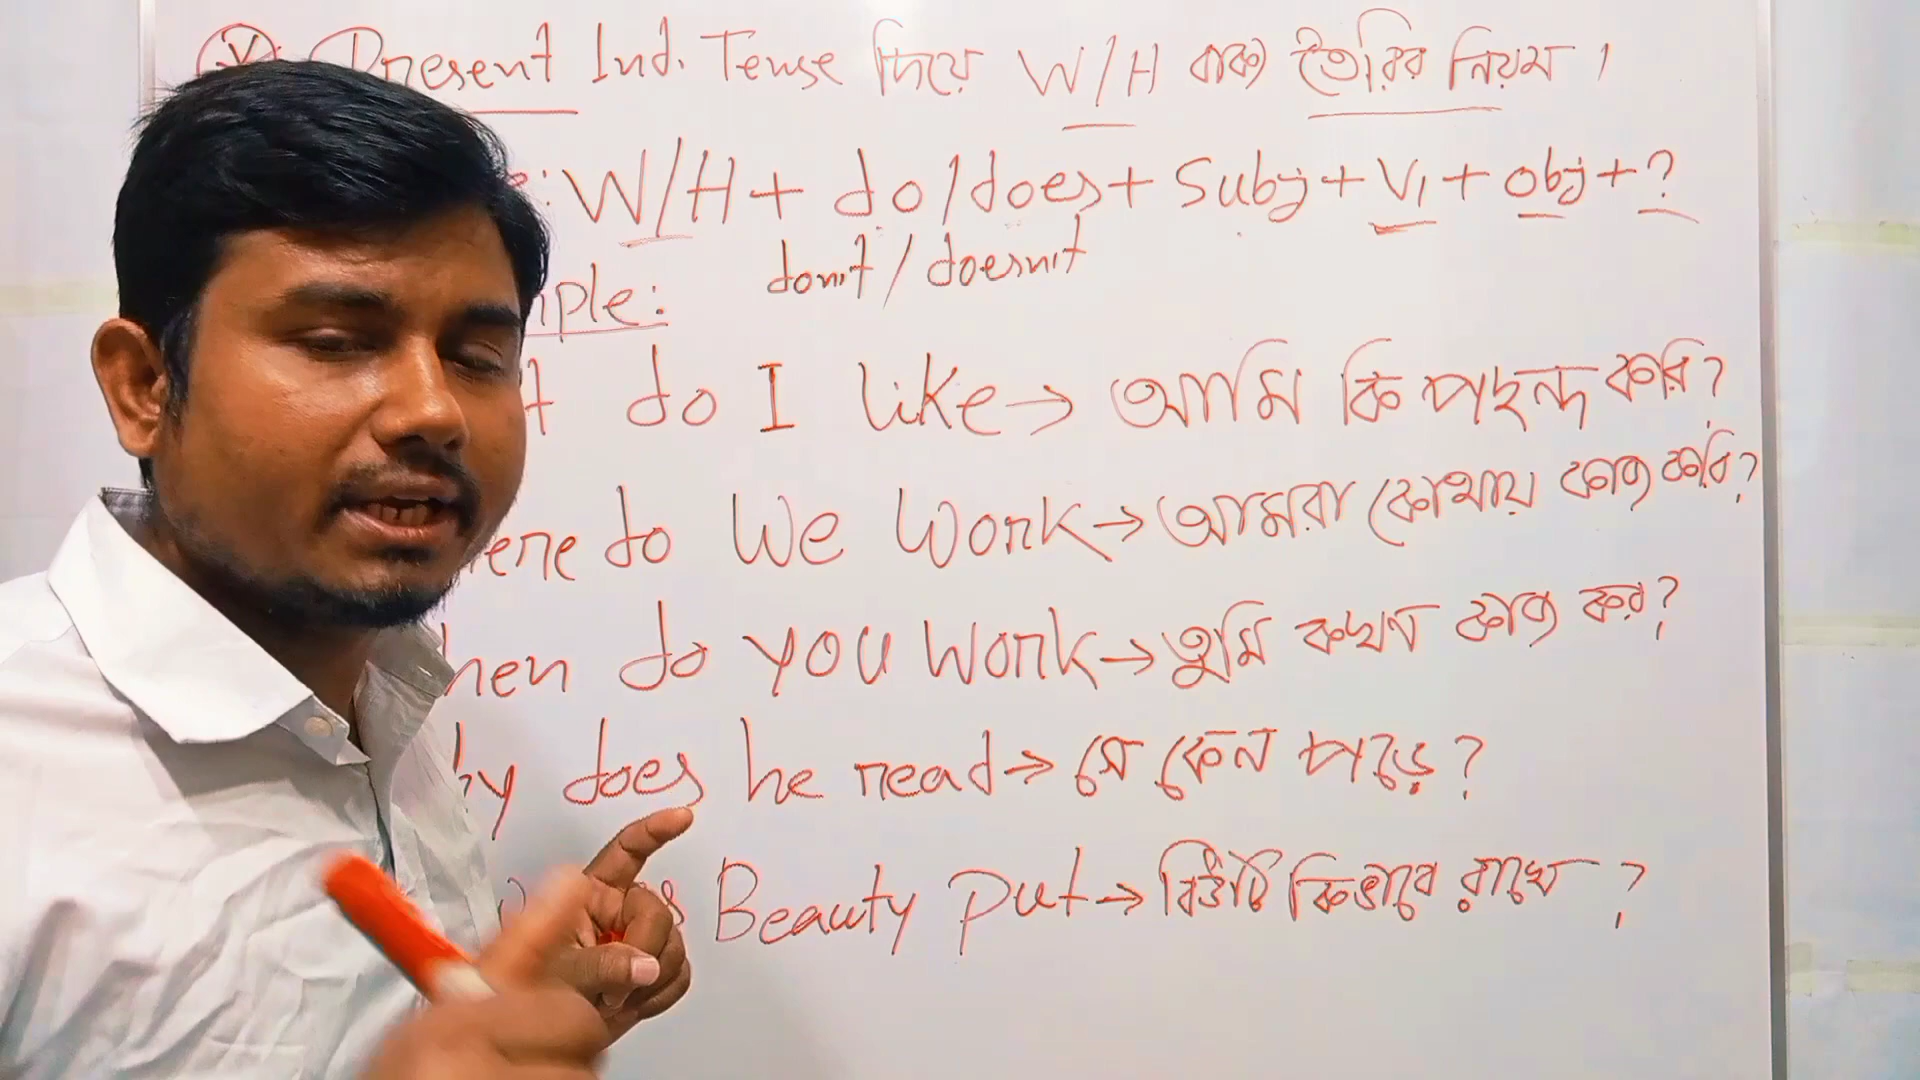 Present Ind. Tense দিয়ে W/H বাক্য তৈরির নিয়ম।
W/H + do/does + Subj + V1 + obj + ?
don't / doesn't
mple:
t do I like → আমি কি পছন্দ করি?
ere do We Work → আমরা কোথায় কাজ করি?
hen do you work → তুমি কখন কাজ কর?
hy does he read → সে কেন পড়ে?
Beauty put → বিউটি কিভাবে রাখে?